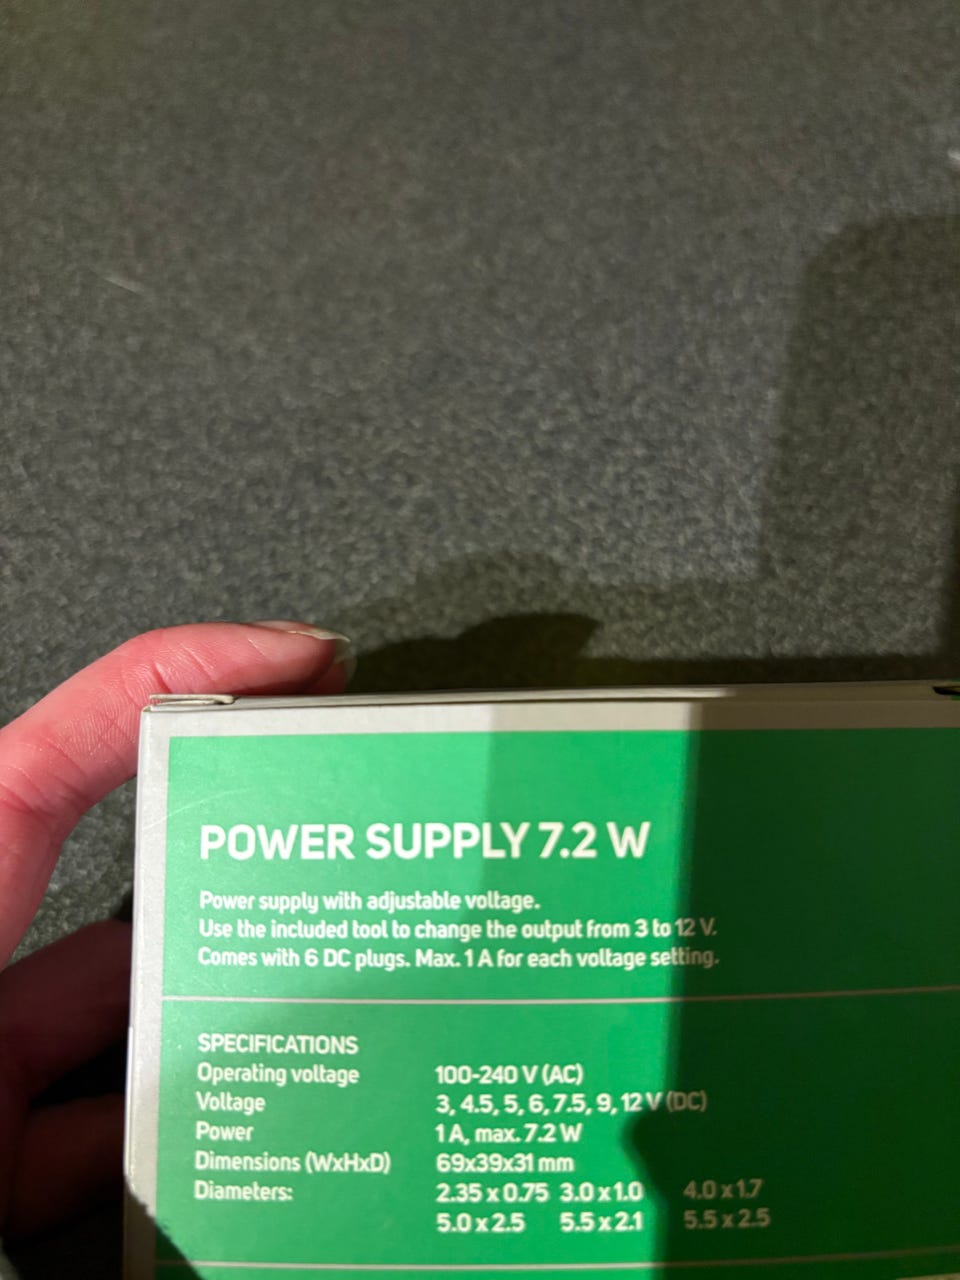 POWER SUPPLY 7.2 W
Power supply with adjustable voltage.
Use the included tool to change the output from 3 to 12 V.
Comes with 6 DC plugs. Max. 1 A for each voltage setting.
SPECIFICATIONS
Operating voltage 100-240 V (AC)
Voltage 3, 4.5, 5, 6, 7.5, 9, 12 V (DC)
Power 1 A, max. 7.2 W
Dimensions (WxHxD) 69x39x31 mm
Diameters: 2.35 x 0.75 3.0 x 1.0 4.0 x 1.7
5.0 x 2.5 5.5 x 2.1 5.5 x 2.5